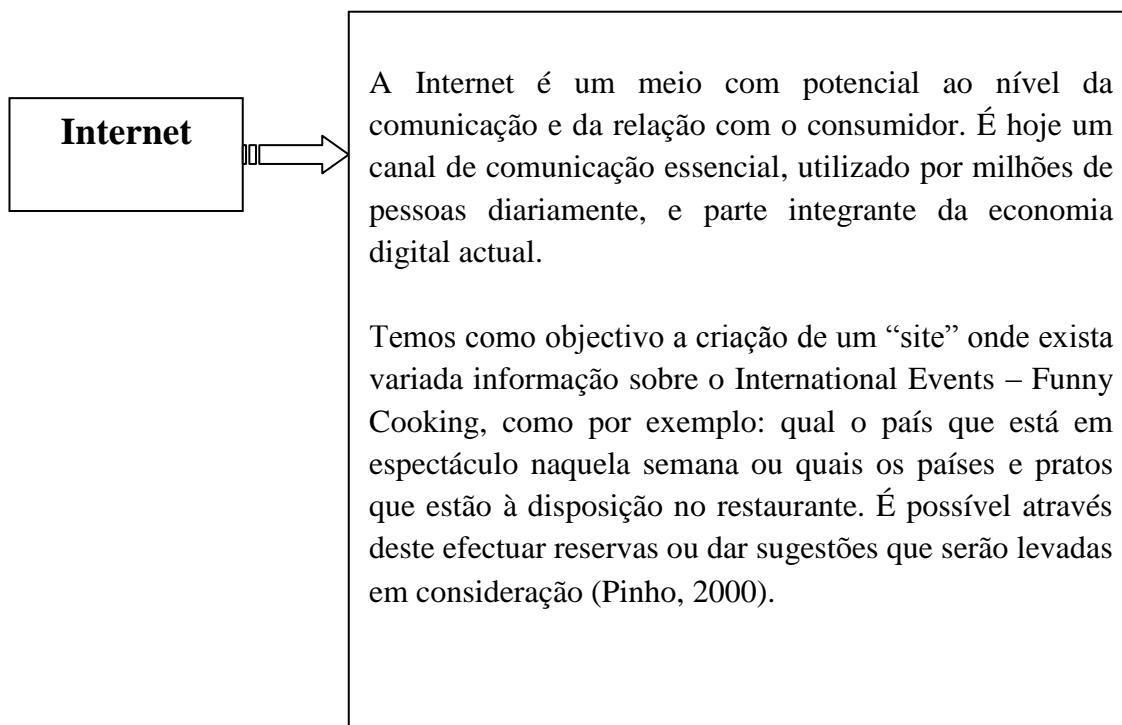 Internet
A Internet é um meio com potencial ao nível da
comunicação e da relação com o consumidor. É hoje um
canal de comunicação essencial, utilizado por milhões de
pessoas diariamente, e parte integrante da economia
digital actual.
Temos como objectivo a criação de um “site” onde exista
variada informação sobre o International Events – Funny
Cooking, como por exemplo: qual o país que está em
espectáculo naquela semana ou quais os países e pratos
que estão à disposição no restaurante. É possível através
deste efectuar reservas ou dar sugestões que serão levadas
em consideração (Pinho, 2000).